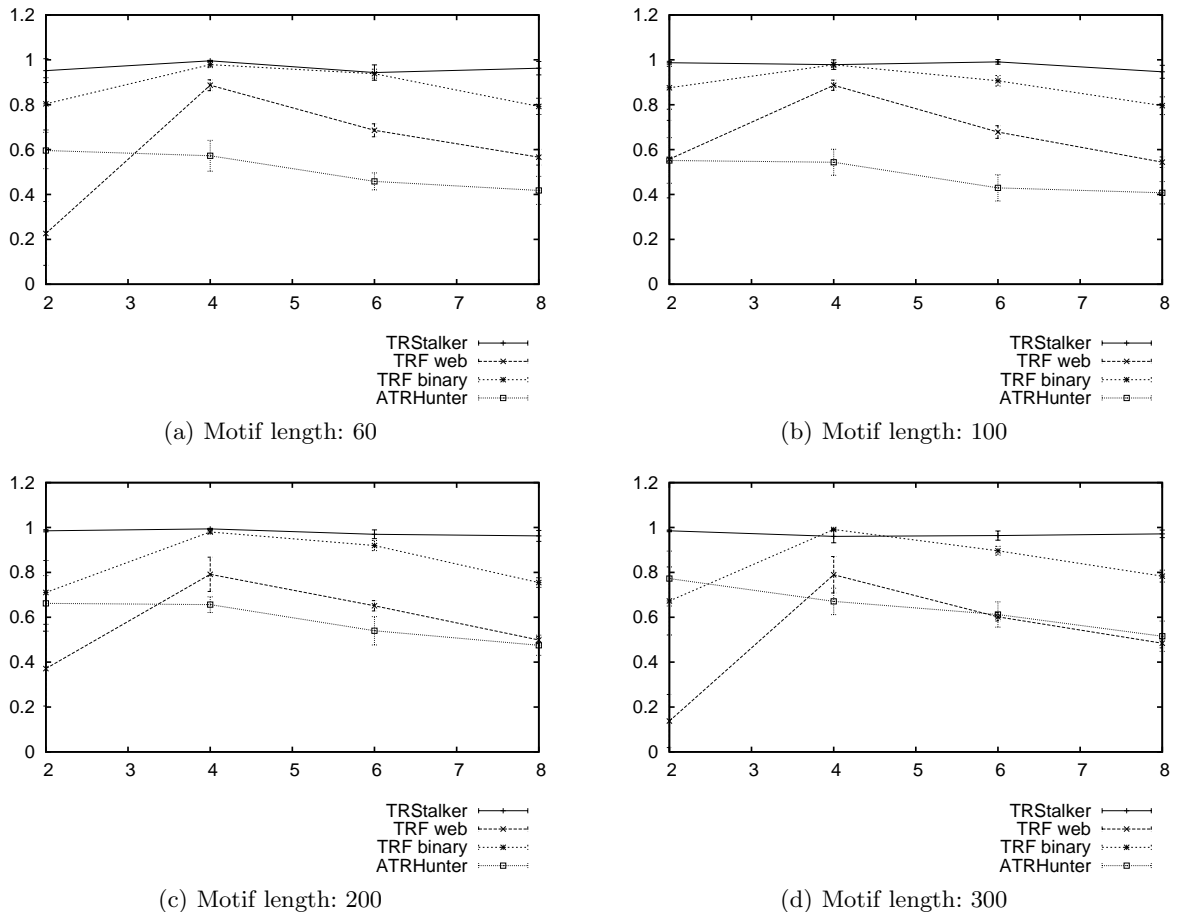 1.2
1
0.8
0.6
0.4
0.2
0
2 3 4 5 6 7 8
TRStalker
TRF web
TRF binary
ATRHunter
(a) Motif length: 60
1.2
1
0.8
0.6
0.4
0.2
0
2 3 4 5 6 7 8
TRStalker
TRF web
TRF binary
ATRHunter
(b) Motif length: 100
1.2
1
0.8
0.6
0.4
0.2
0
2 3 4 5 6 7 8
TRStalker
TRF web
TRF binary
ATRHunter
(c) Motif length: 200
1.2
1
0.8
0.6
0.4
0.2
0
2 3 4 5 6 7 8
TRStalker
TRF web
TRF binary
ATRHunter
(d) Motif length: 300